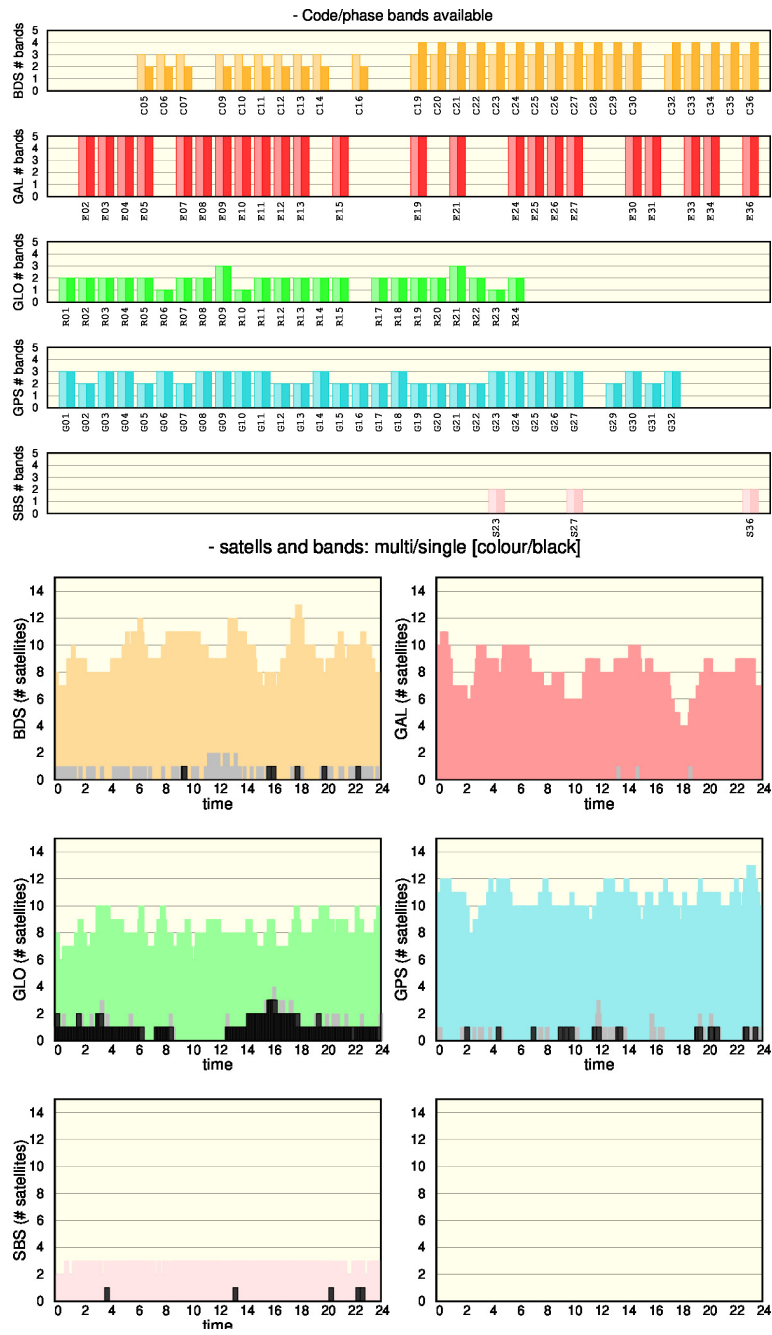 - Code/phase bands available
BDS # bands
5
4
3
2
1
0
C05 C06 C07 C09 C10 C11 C12 C13 C14 C16 C19 C20 C21 C22 C23 C24 C25 C26 C27 C28 C29 C30 C32 C33 C34 C35 C36
GAL # bands
5
4
3
2
1
0
E02 E03 E04 E05 E07 E08 E09 E10 E11 E12 E13 E15 E19 E21 E24 E25 E26 E27 E30 E31 E33 E34 E36
GLO # bands
5
4
3
2
1
0
R01 R02 R03 R04 R05 R06 R07 R08 R09 R10 R11 R12 R13 R14 R15 R17 R18 R19 R20 R21 R22 R23 R24
GPS # bands
5
4
3
2
1
0
G01 G02 G03 G04 G05 G06 G07 G08 G09 G10 G11 G12 G13 G14 G15 G16 G17 G18 G19 G20 G21 G22 G23 G24 G25 G26 G27 G29 G30 G31 G32
SBS # bands
5
4
3
2
1
0
S23 S27 S36
- satells and bands: multi/single [colour/black]
BDS (# satellites)
14
12
10
8
6
4
2
0
0 2 4 6 8 10 12 14 16 18 20 22 24
time
GAL (# satellites)
14
12
10
8
6
4
2
0
0 2 4 6 8 10 12 14 16 18 20 22 24
time
GLO (# satellites)
14
12
10
8
6
4
2
0
0 2 4 6 8 10 12 14 16 18 20 22 24
time
GPS (# satellites)
14
12
10
8
6
4
2
0
0 2 4 6 8 10 12 14 16 18 20 22 24
time
SBS (# satellites)
14
12
10
8
6
4
2
0
0 2 4 6 8 10 12 14 16 18 20 22 24
time
14
12
10
8
6
4
2
0
0 2 4 6 8 10 12 14 16 18 20 22 24